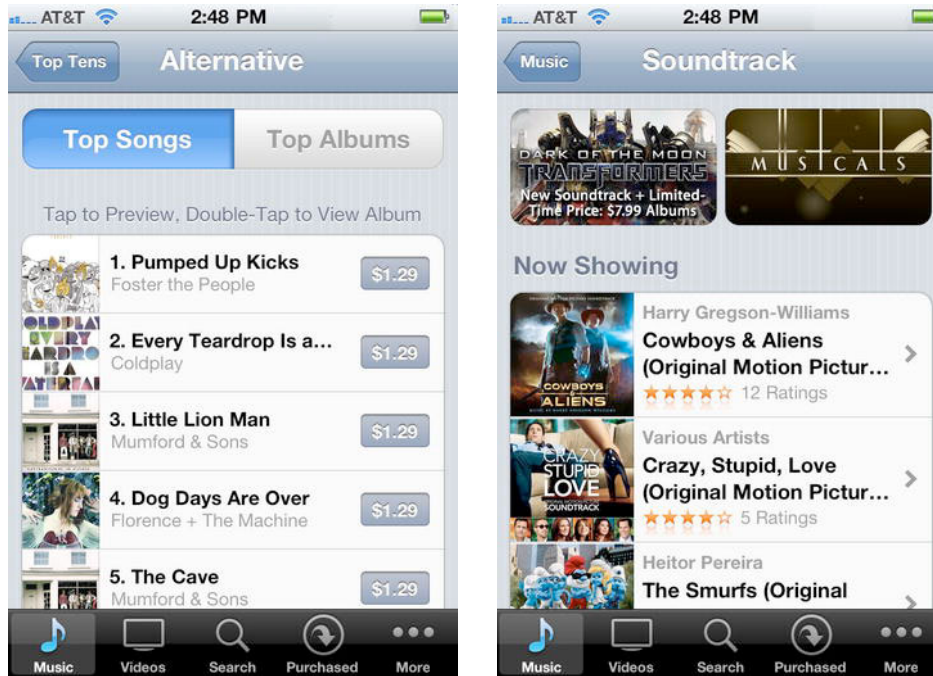 AT&T 2:48 PM
Top Tens Alternative
Top Songs Top Albums
Tap to Preview, Double-Tap to View Album
1. Pumped Up Kicks
Foster the People
$1.29
2. Every Teardrop Is a...
Coldplay
$1.29
3. Little Lion Man
Mumford & Sons
$1.29
4. Dog Days Are Over
Florence + The Machine
$1.29
5. The Cave
Mumford & Sons
$1.29
Music Videos Search Purchased More
AT&T 2:48 PM
Music Soundtrack
DARK OF THE MOON
TRANSFORMERS
New Soundtrack + Limited-
Time Price: $7.99 Albums
MUSICALS
Now Showing
COWBOYS
& ALIENS
Harry Gregson-Williams
Cowboys & Aliens
(Original Motion Pictur...
12 Ratings
CRAZY
STUPID
LOVE
SOUNDTRACK
Various Artists
Crazy, Stupid, Love
(Original Motion Pictur...
5 Ratings
Heitor Pereira
The Smurfs (Original
Music Videos Search Purchased More